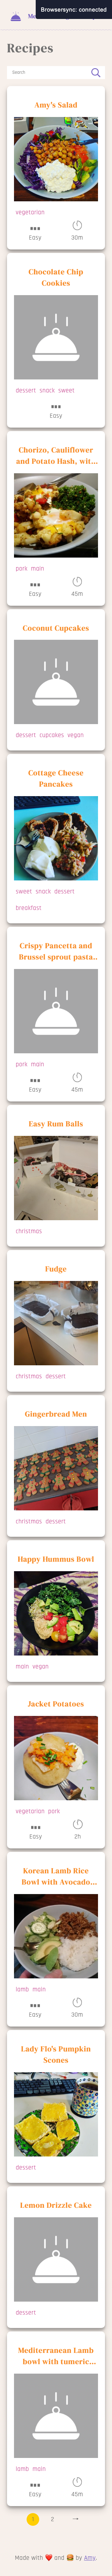 Browsersync: connected
Recipes
Search
Amy's Salad
vegetarian
Easy 30m
Chocolate Chip
Cookies
dessert snack sweet
Easy
Chorizo, Cauliflower
and Potato Hash, wit...
pork main
Easy 45m
Coconut Cupcakes
dessert cupcakes vegan
Cottage Cheese
Pancakes
sweet snack dessert
breakfast
Crispy Pancetta and
Brussel sprout pasta...
pork main
Easy 45m
Easy Rum Balls
christmas
Fudge
christmas dessert
Gingerbread Men
christmas dessert
Happy Hummus Bowl
main vegan
Jacket Potatoes
vegetarian pork
Easy 2h
Korean Lamb Rice
Bowl with Avocado...
lamb main
Easy 30m
Lady Flo's Pumpkin
Scones
dessert
Lemon Drizzle Cake
dessert
Mediterranean Lamb
bowl with tumeric...
lamb main
Easy 45m
1 2 →
Made with ❤️ and 🍔 by Amy.